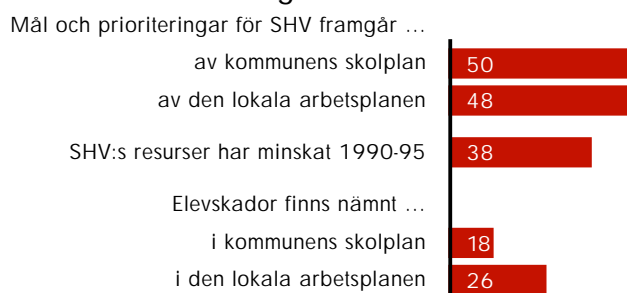 Mål och prioriteringar för SHV framgår ...
av kommunens skolplan 50
av den lokala arbetsplanen 48
SHV:s resurser har minskat 1990-95 38
Elevskador finns nämnt ...
i kommunens skolplan 18
i den lokala arbetsplanen 26